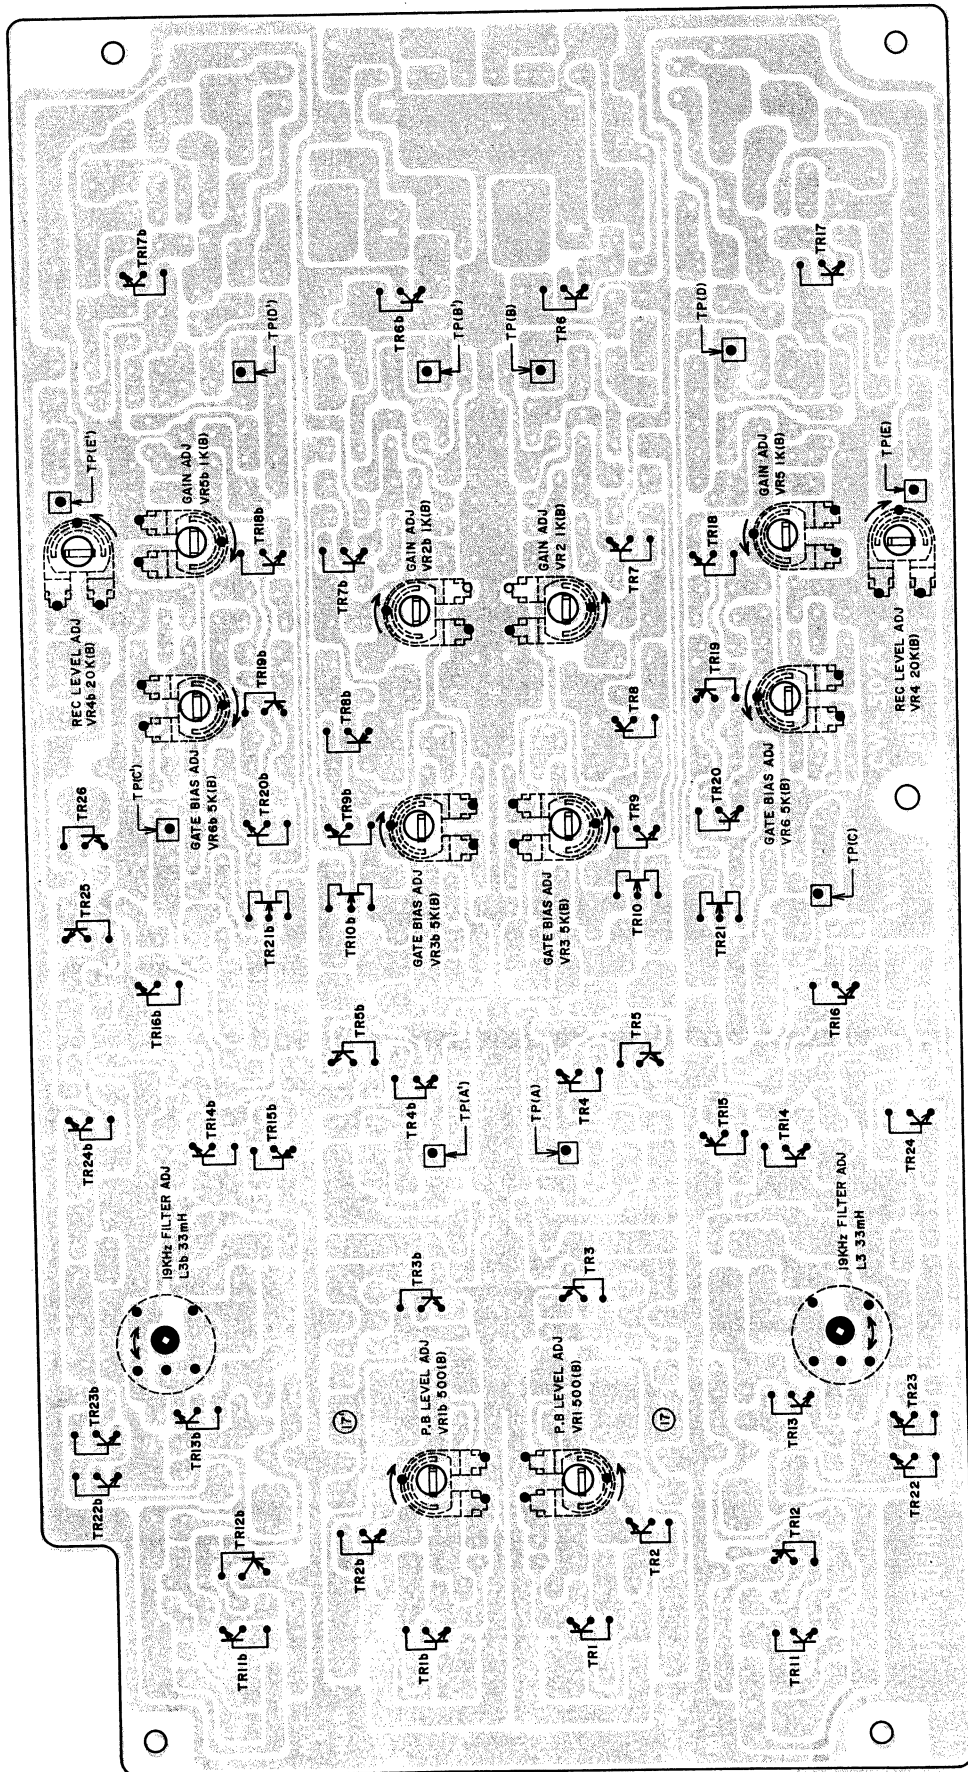 TR17b
TR17
TR6b
TR6
TP(D')
TP(B')
TP(B)
TP(D)
TP(E')
TP(E)
GAIN ADJ
VR5b 1K(B)
GAIN ADJ
VR2b 1K(B)
GAIN ADJ
VR2 1K(B)
GAIN ADJ
VR5 1K(B)
TR18b
TR7b
TR7
TR18
REC LEVEL ADJ
VR4b 20K(B)
REC LEVEL ADJ
VR4 20K(B)
TR19b
TR8b
TR8
TR19
TR26
TP(C')
GATE BIAS ADJ
VR6b 5K(B)
TR20b
TR9b
TR9
TR20
GATE BIAS ADJ
VR6 5K(B)
TP(C)
TR25
TR21b
TR10b
GATE BIAS ADJ
VR3b 5K(B)
GATE BIAS ADJ
VR3 5K(B)
TR10
TR21
TR16b
TR5b
TR5
TR16
TR4b
TP(A')
TP(A)
TR4
TR24b
TR14b
TR15b
TR15
TR14
TR24
19KHz FILTER ADJ
L3b 33mH
19KHz FILTER ADJ
L3 33mH
TR3b
TR3
TR23b
TR13b
17'
P.B LEVEL ADJ
VR1b 500(B)
P.B LEVEL ADJ
VR1 500(B)
17
TR13
TR23
TR22b
TR22
TR12b
TR2b
TR2
TR12
TR11b
TR1b
TR1
TR11